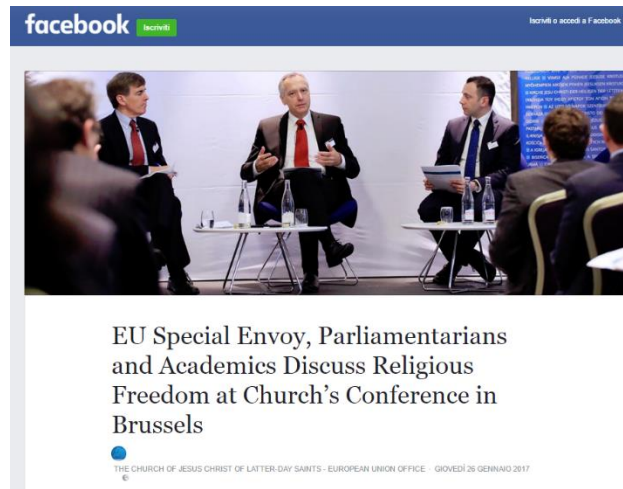 facebook Iscriviti Iscriviti o accedi a Facebook
EU Special Envoy, Parliamentarians
and Academics Discuss Religious
Freedom at Church's Conference in
Brussels
THE CHURCH OF JESUS CHRIST OF LATTER-DAY SAINTS - EUROPEAN UNION OFFICE · GIOVEDÌ 26 GENNAIO 2017